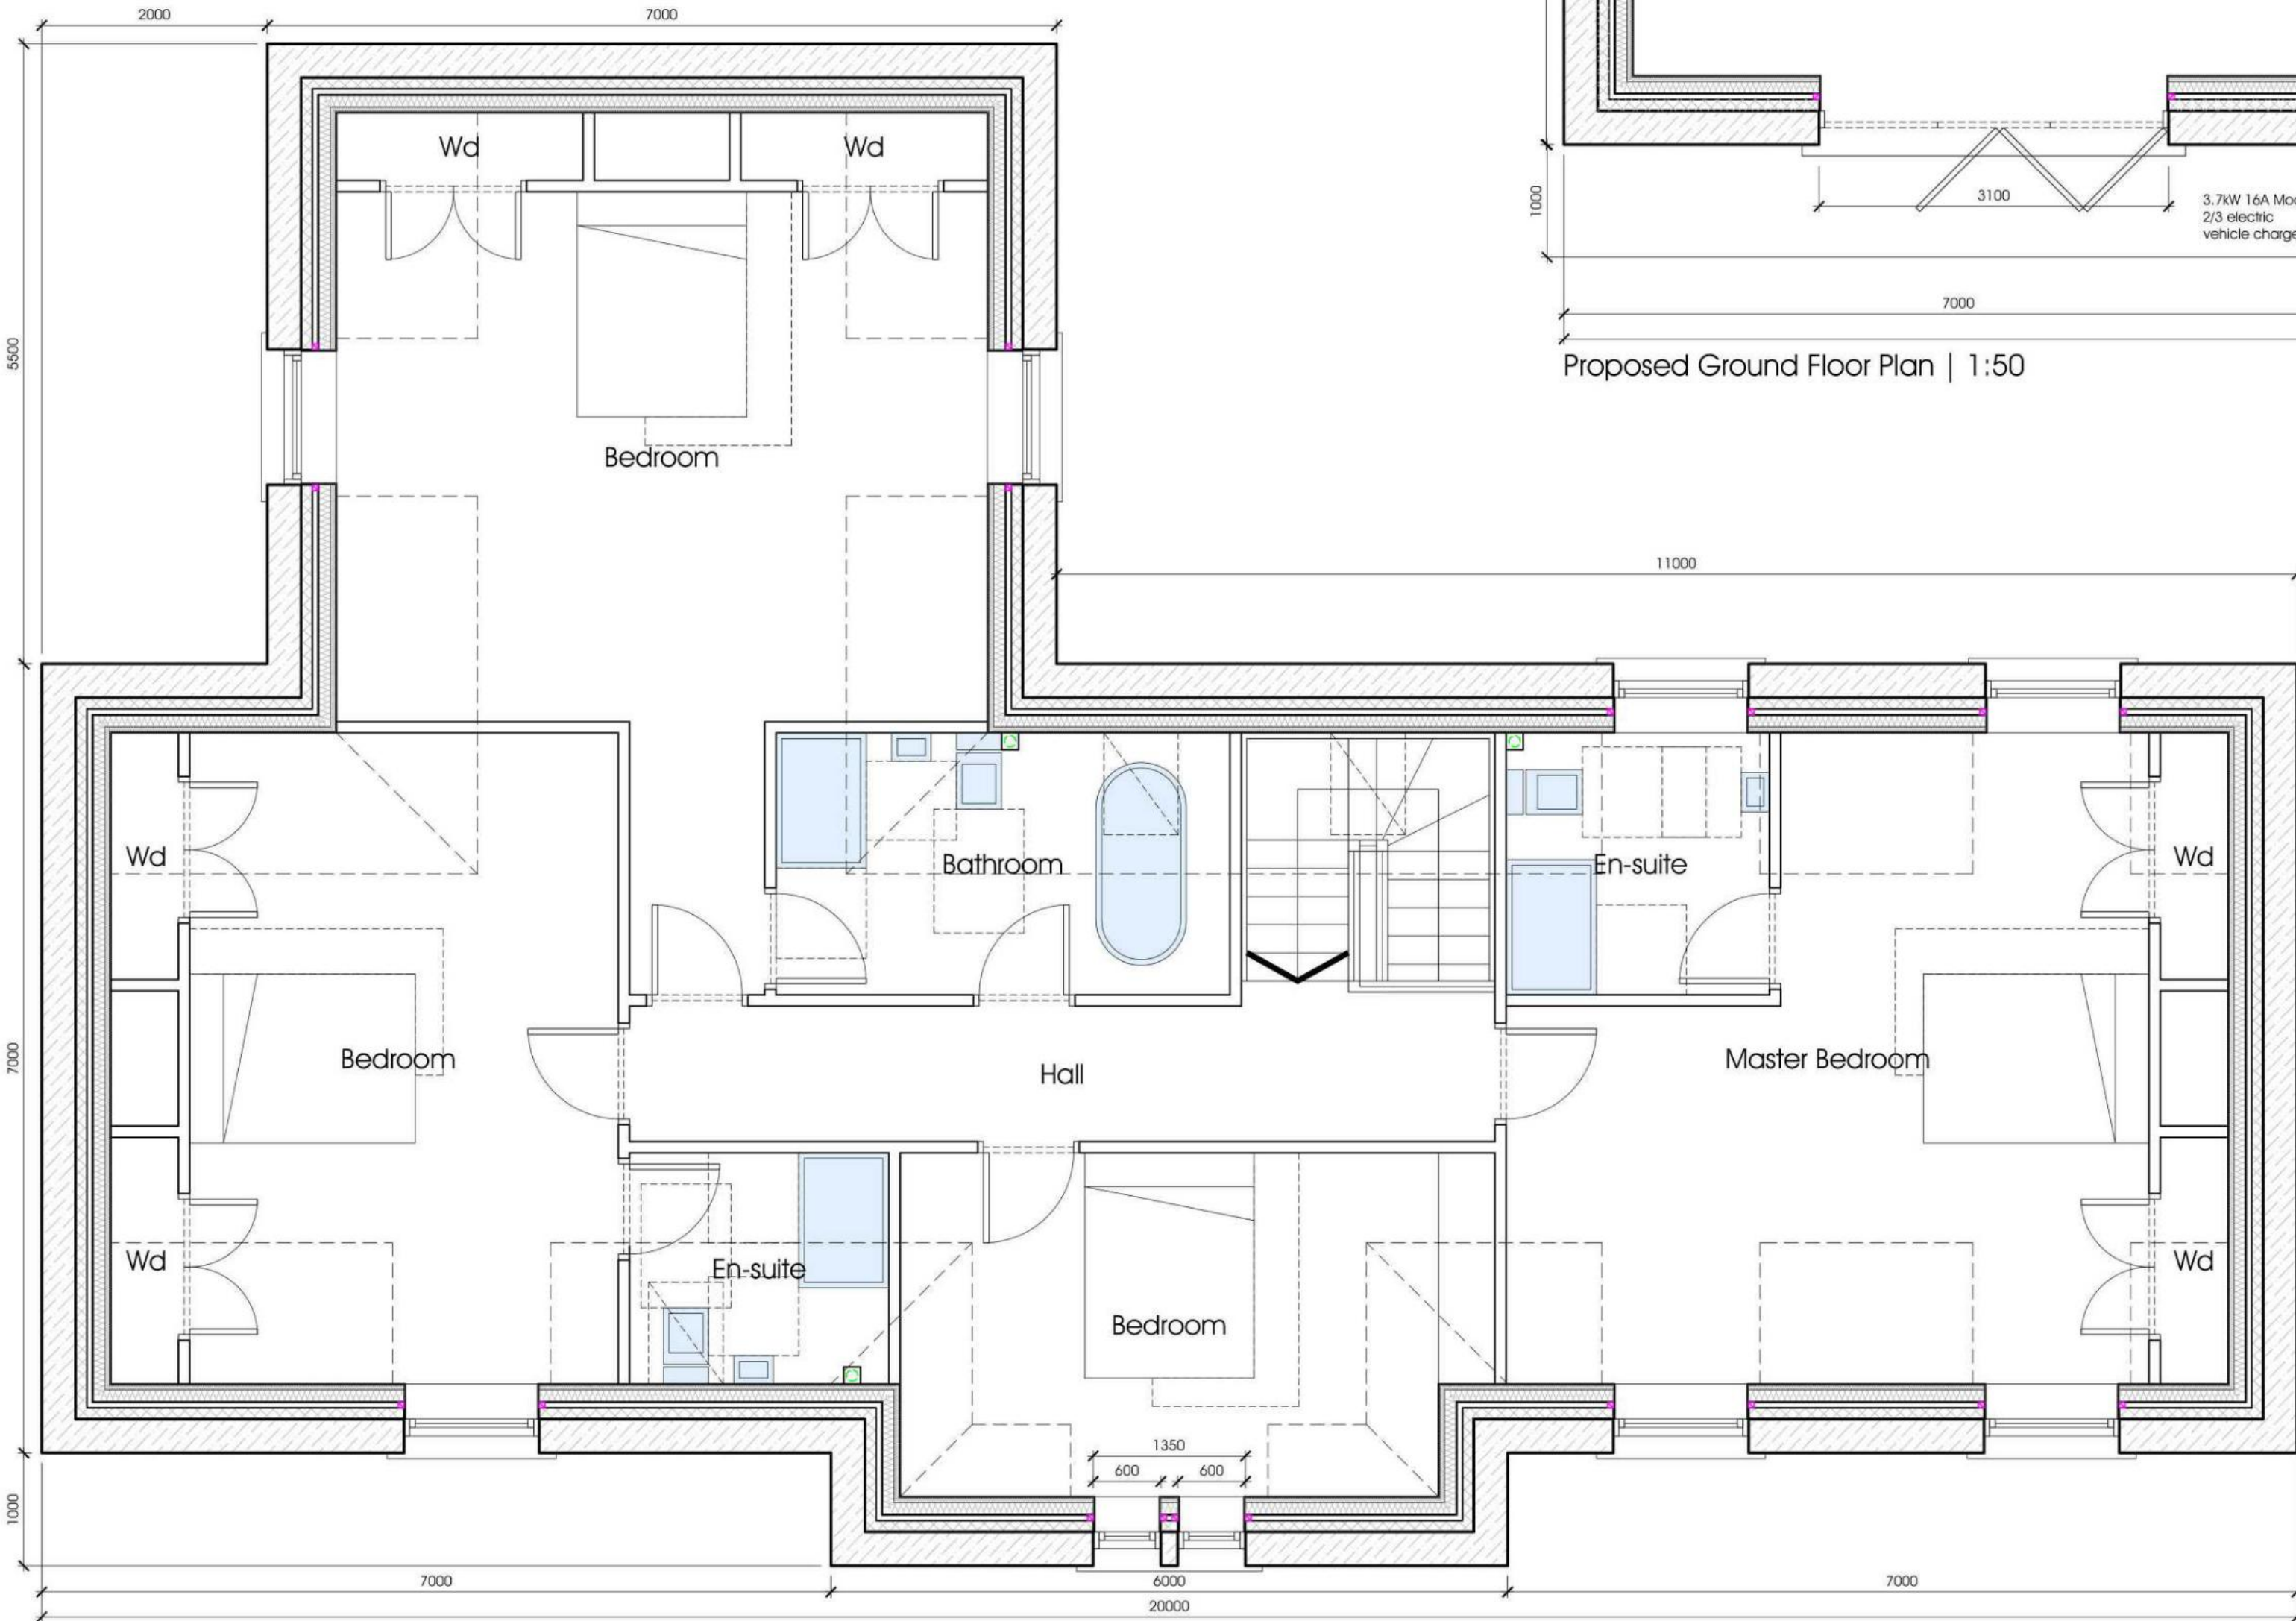 2000
7000
Wd
Wd
5500
Bedroom
1000
3100
3.7kW 16A
2/3 electric
vehicle
7000
Proposed Ground Floor Plan | 1:50
11000
Wd
Bathroom
En-suite
Wd
7000
Bedroom
Hall
Master Bedroom
Wd
En-suite
Wd
Bedroom
1350
600
600
1000
7000
6000
7000
20000